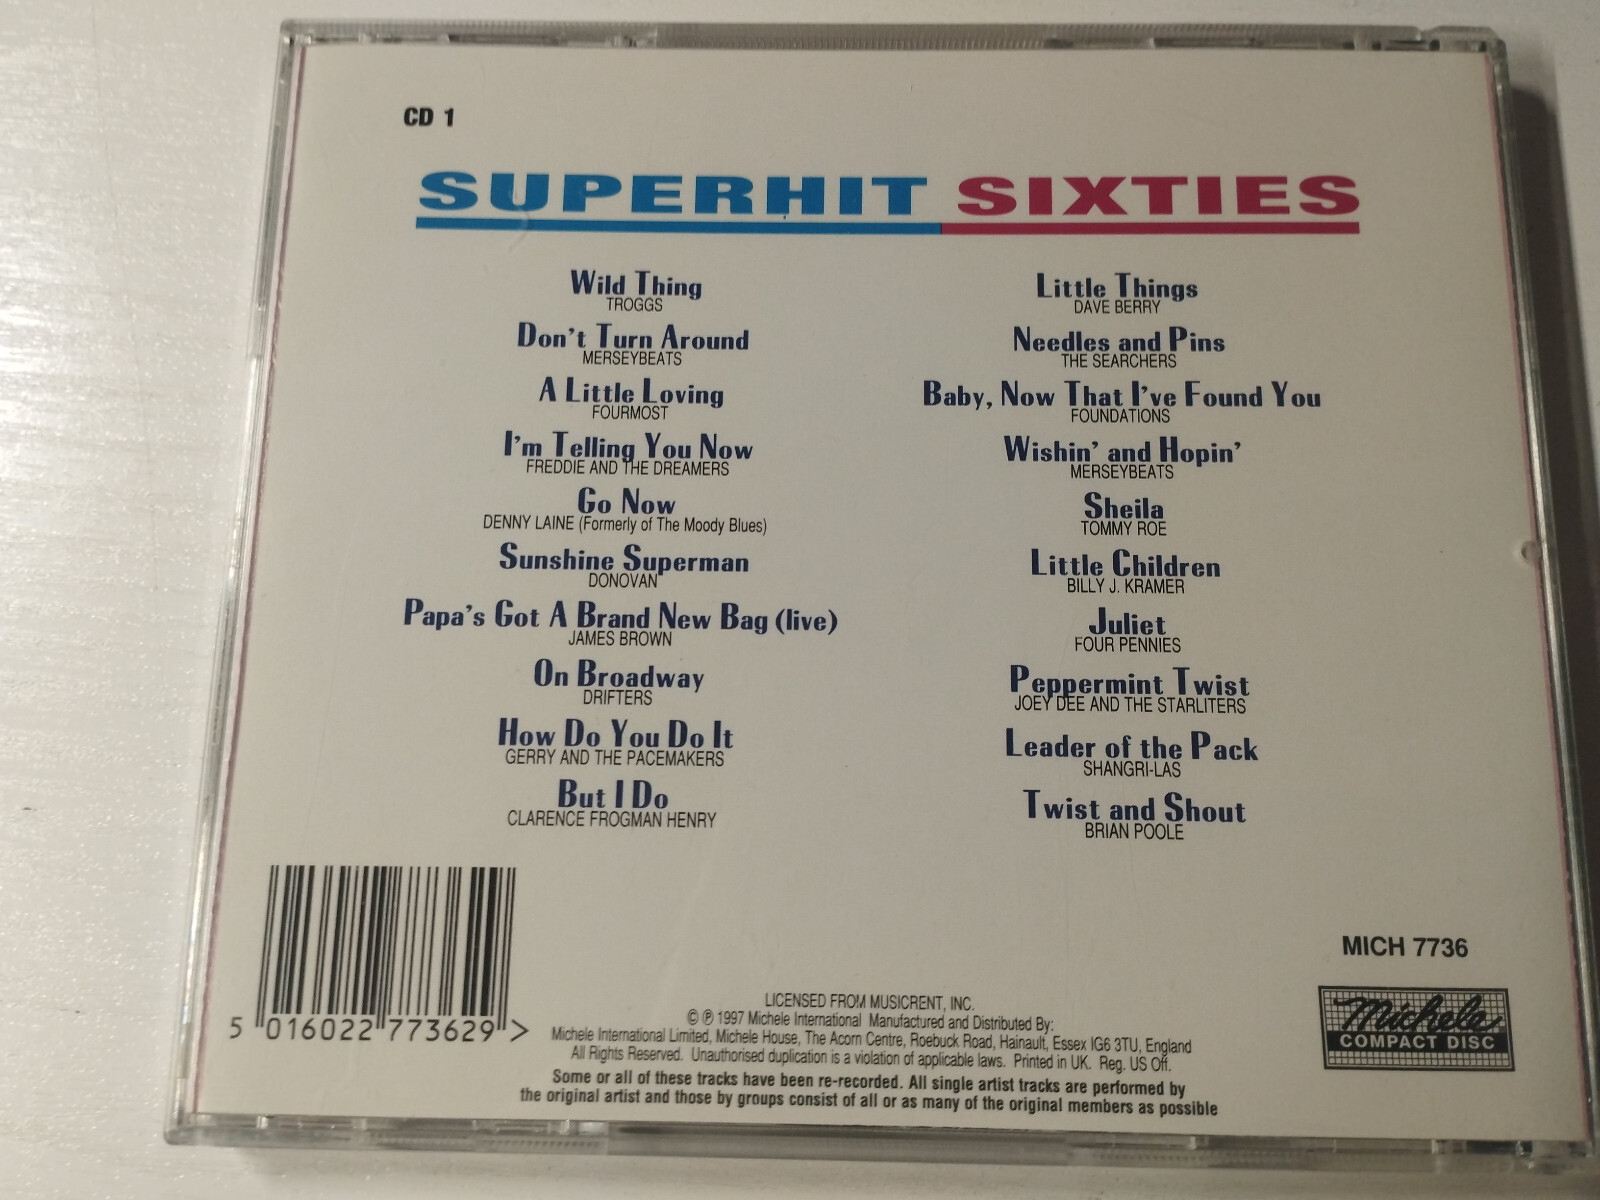 CD 1
SUPERHIT SIXTIES
Wild Thing
TROGGS
Don't Turn Around
MERSEYBEATS
A Little Loving
FOURMOST
I'm Telling You Now
FREDDIE AND THE DREAMERS
Go Now
DENNY LAINE (Formerly of The Moody Blues)
Sunshine Superman
DONOVAN
Papa's Got A Brand New Bag (live)
JAMES BROWN
On Broadway
DRIFTERS
How Do You Do It
GERRY AND THE PACEMAKERS
But I Do
CLARENCE FROGMAN HENRY
Little Things
DAVE BERRY
Needles and Pins
THE SEARCHERS
Baby, Now That I've Found You
FOUNDATIONS
Wishin' and Hopin'
MERSEYBEATS
Sheila
TOMMY ROE
Little Children
BILLY J. KRAMER
Juliet
FOUR PENNIES
Peppermint Twist
JOEY DEE AND THE STARLITERS
Leader of the Pack
SHANGRI-LAS
Twist and Shout
BRIAN POOLE
5 016022 773629 >
MICH 7736
Michele
COMPACT DISC
LICENSED FROM MUSICRENT, INC.
© ℗ 1997 Michele International Manufactured and Distributed By:
Michele International Limited, Michele House, The Acorn Centre, Roebuck Road, Hainault, Essex IG6 3TU, England
All Rights Reserved. Unauthorised duplication is a violation of applicable laws. Printed in UK. Reg. US Off.
Some or all of these tracks have been re-recorded. All single artist tracks are performed by
the original artist and those by groups consist of all or as many of the original members as possible